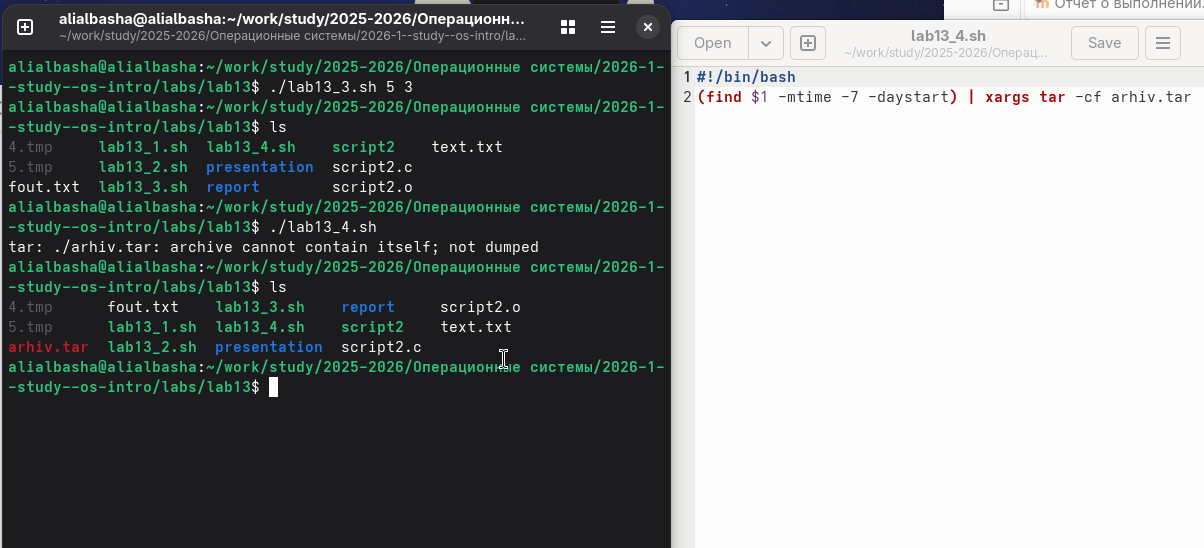 alialbasha@alialbasha:~/work/study/2025-2026/Операционн...
~/work/study/2025-2026/Операционные системы/2026-1--study--os-intro/la...
alialbasha@alialbasha:~/work/study/2025-2026/Операционные системы/2026-1-
-study--os-intro/labs/lab13$ ./lab13_3.sh 5 3
alialbasha@alialbasha:~/work/study/2025-2026/Операционные системы/2026-1-
-study--os-intro/labs/lab13$ ls
4.tmp lab13_1.sh lab13_4.sh script2 text.txt
5.tmp lab13_2.sh presentation script2.c
fout.txt lab13_3.sh report script2.o
alialbasha@alialbasha:~/work/study/2025-2026/Операционные системы/2026-1-
-study--os-intro/labs/lab13$ ./lab13_4.sh
tar: ./arhiv.tar: archive cannot contain itself; not dumped
alialbasha@alialbasha:~/work/study/2025-2026/Операционные системы/2026-1-
-study--os-intro/labs/lab13$ ls
4.tmp fout.txt lab13_3.sh report script2.o
5.tmp lab13_1.sh lab13_4.sh script2 text.txt
arhiv.tar lab13_2.sh presentation script2.c
alialbasha@alialbasha:~/work/study/2025-2026/Операционные системы/2026-1-
-study--os-intro/labs/lab13$
Отчет о выполнении
Open
lab13_4.sh
~/work/study/2025-2026/Операц...
Save
1 #!/bin/bash
2 (find $1 -mtime -7 -daystart) | xargs tar -cf arhiv.tar